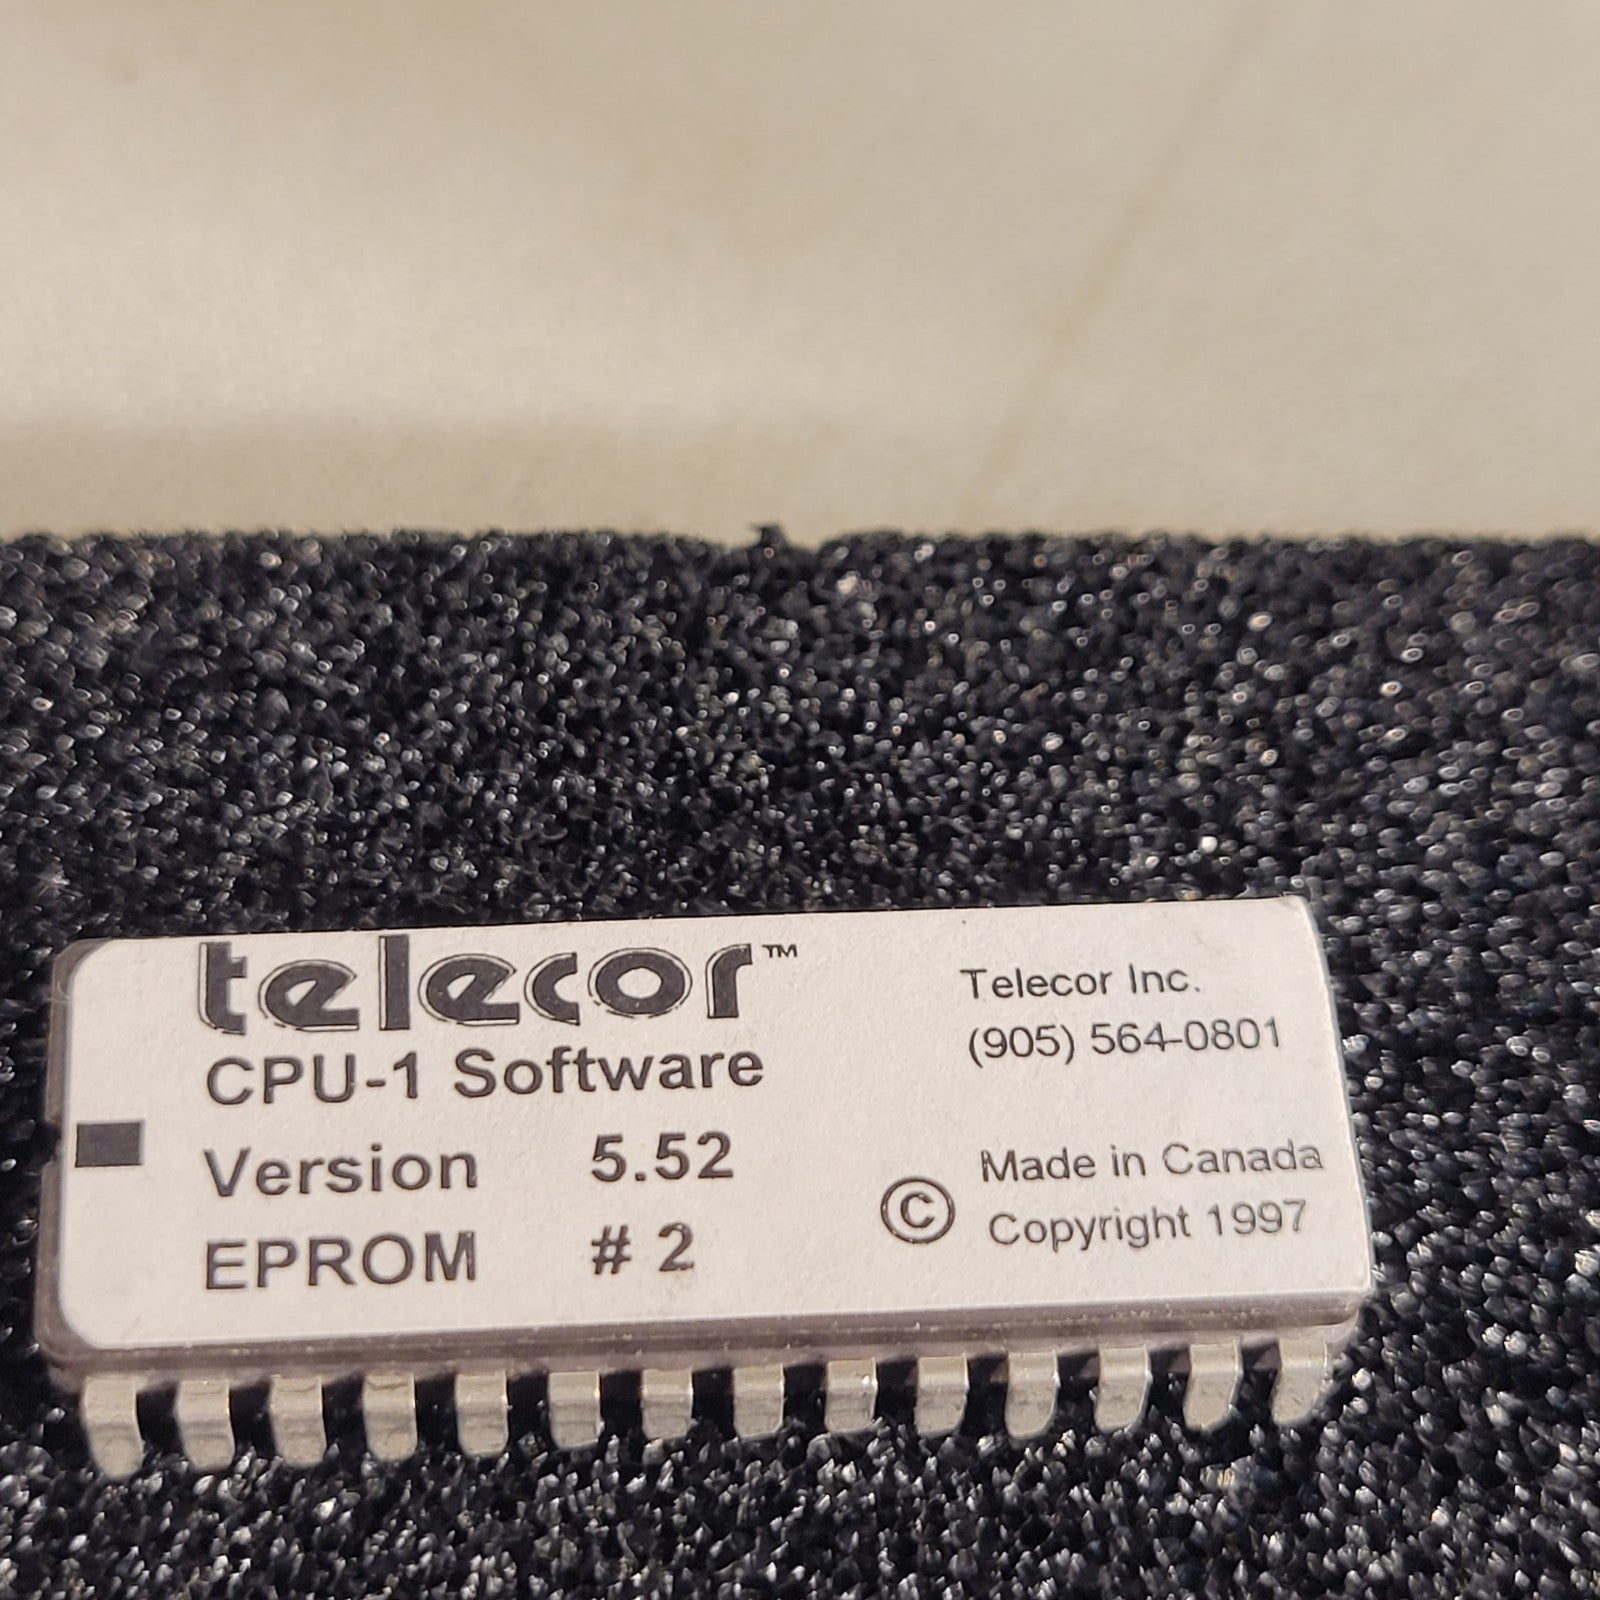 telecor™
CPU-1 Software
Version 5.52
EPROM # 2
Telecor Inc.
(905) 564-0801
Made in Canada
© Copyright 1997